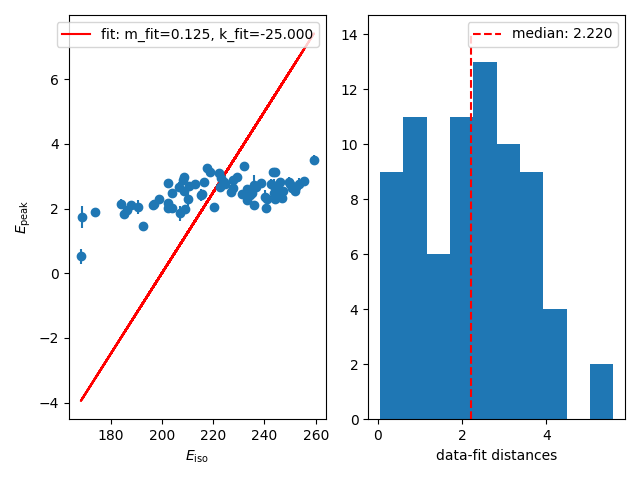 fit: m_fit=0.125, k_fit=-25.000
6
4
2
0
−2
−4
E_peak
180 200 220 240 260
E_iso
median: 2.220
14
12
10
8
6
4
2
0
0 2 4
data-fit distances